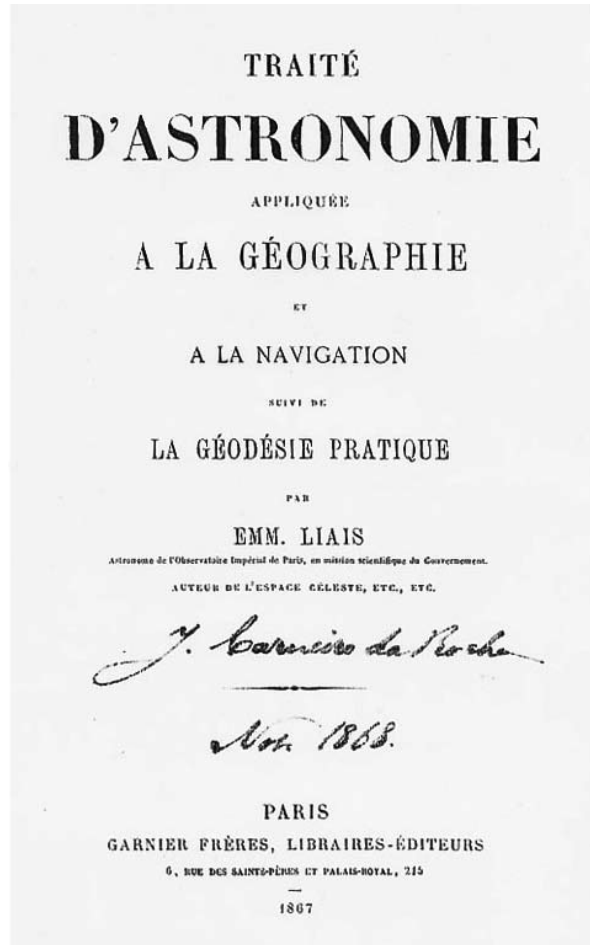 TRAITÉ
D'ASTRONOMIE
APPLIQUÉE
A LA GÉOGRAPHIE
ET
A LA NAVIGATION
SUIVI DE
LA GÉODÉSIE PRATIQUE
PAR
EMM. LIAIS
Astronome de l'Observatoire Impérial de Paris, en mission scientifique du Gouvernement.
AUTEUR DE L'ESPACE CÉLESTE, ETC., ETC.
J. Carneiro da Rocha
Nov. 1868.
PARIS
GARNIER FRÈRES, LIBRAIRES-ÉDITEURS
6, RUE DES SAINTS-PÈRES ET PALAIS-ROYAL, 215
1867